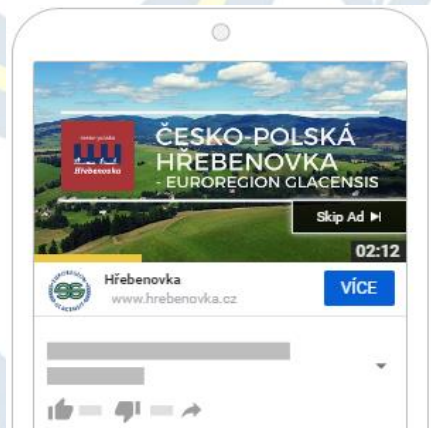 ČESKO-POLSKÁ
HŘEBENOVKA
- EUROREGION GLACENSIS
Hřebenovka
Skip Ad
02:12
Hřebenovka
www.hrebenovka.cz
VÍCE